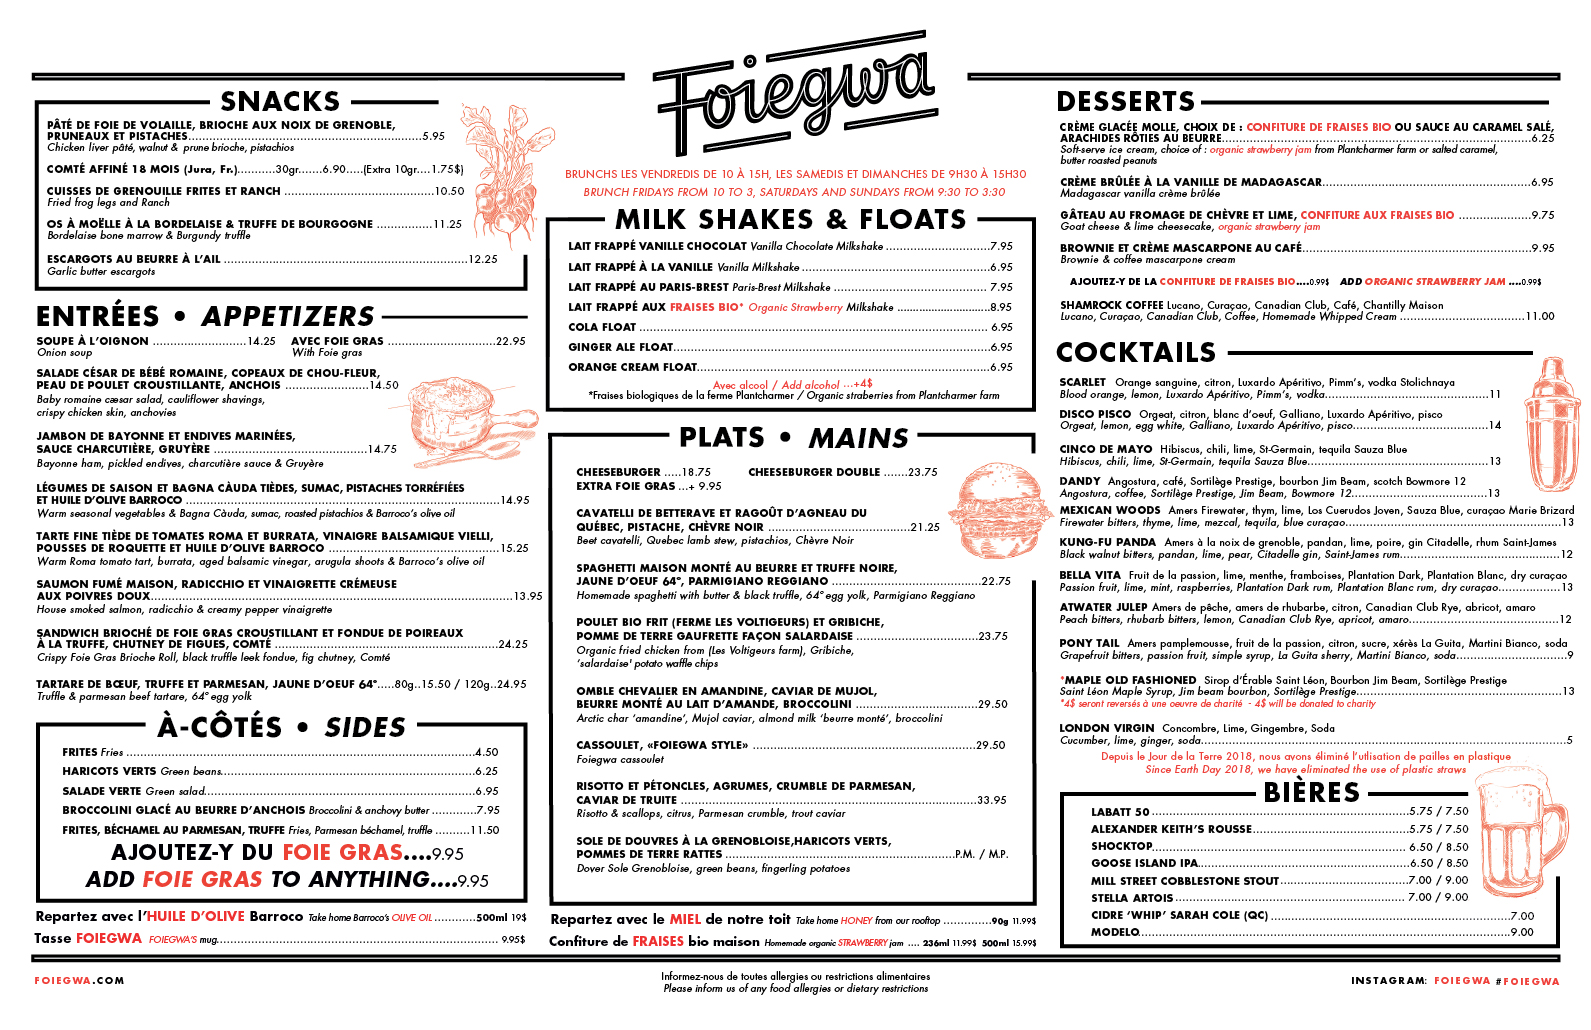 Foiegwa
BRUNCHS LES VENDREDIS DE 10 À 15H, LES SAMEDIS ET DIMANCHES DE 9H30 À 15H30
BRUNCH FRIDAYS FROM 10 TO 3, SATURDAYS AND SUNDAYS FROM 9:30 TO 3:30
SNACKS
PÂTÉ DE FOIE DE VOLAILLE, BRIOCHE AUX NOIX DE GRENOBLE,
PRUNEAUX ET PISTACHES...5.95
Chicken liver pâté, walnut & prune brioche, pistachios
COMTÉ AFFINÉ 18 MOIS (Jura, Fr.)...30gr...6.90...(Extra 10gr....1.75$)
CUISSES DE GRENOUILLE FRITES ET RANCH ...10.50
Fried frog legs and Ranch
OS À MOËLLE À LA BORDELAISE & TRUFFE DE BOURGOGNE ...11.25
Bordelaise bone marrow & Burgundy truffle
ESCARGOTS AU BEURRE À L'AIL ...12.25
Garlic butter escargots
ENTRÉES • APPETIZERS
SOUPE À L'OIGNON ...14.25 AVEC FOIE GRAS ...22.95
Onion soup With Foie gras
SALADE CÉSAR DE BÉBÉ ROMAINE, COPEAUX DE CHOU-FLEUR,
PEAU DE POULET CROUSTILLANTE, ANCHOIS ...14.50
Baby romaine cæsar salad, cauliflower shavings,
crispy chicken skin, anchovies
JAMBON DE BAYONNE ET ENDIVES MARINÉES,
SAUCE CHARCUTIÈRE, GRUYÈRE ...14.75
Bayonne ham, pickled endives, charcutière sauce & Gruyère
LÉGUMES DE SAISON ET BAGNA CÀUDA TIÈDES, SUMAC, PISTACHES TORRÉFIÉES
ET HUILE D'OLIVE BARROCO ...14.95
Warm seasonal vegetables & Bagna Càuda, sumac, roasted pistachios & Barroco's olive oil
TARTE FINE TIÈDE DE TOMATES ROMA ET BURRATA, VINAIGRE BALSAMIQUE VIELLI,
POUSSES DE ROQUETTE ET HUILE D'OLIVE BARROCO ...15.25
Warm Roma tomato tart, burrata, aged balsamic vinegar, arugula shoots & Barroco's olive oil
SAUMON FUMÉ MAISON, RADICCHIO ET VINAIGRETTE CRÉMEUSE
AUX POIVRES DOUX...13.95
House smoked salmon, radicchio & creamy pepper vinaigrette
SANDWICH BRIOCHÉ DE FOIE GRAS CROUSTILLANT ET FONDUE DE POIREAUX
À LA TRUFFE, CHUTNEY DE FIGUES, COMTÉ ...24.25
Crispy Foie Gras Brioche Roll, black truffle leek fondue, fig chutney, Comté
TARTARE DE BŒUF, TRUFFE ET PARMESAN, JAUNE D'OEUF 64°.....80g..15.50 / 120g..24.95
Truffle & parmesan beef tartare, 64° egg yolk
À-CÔTÉS • SIDES
FRITES Fries ...4.50
HARICOTS VERTS Green beans...6.25
SALADE VERTE Green salad...6.95
BROCCOLINI GLACÉ AU BEURRE D'ANCHOIS Broccolini & anchovy butter ...7.95
FRITES, BÉCHAMEL AU PARMESAN, TRUFFE Fries, Parmesan béchamel, truffle ...11.50
AJOUTEZ-Y DU FOIE GRAS....9.95
ADD FOIE GRAS TO ANYTHING....9.95
Repartez avec l'HUILE D'OLIVE Barroco Take home Barroco's OLIVE OIL ...500ml 19$
Tasse FOIEGWA FOIEGWA'S mug... 9.95$
MILK SHAKES & FLOATS
LAIT FRAPPÉ VANILLE CHOCOLAT Vanilla Chocolate Milkshake ...7.95
LAIT FRAPPÉ À LA VANILLE Vanilla Milkshake ...6.95
LAIT FRAPPÉ AU PARIS-BREST Paris-Brest Milkshake ... 7.95
LAIT FRAPPÉ AUX FRAISES BIO* Organic Strawberry Milkshake ...8.95
COLA FLOAT ... 6.95
GINGER ALE FLOAT...6.95
ORANGE CREAM FLOAT...6.95
Avec alcool / Add alcohol ...+4$
*Fraises biologiques de la ferme Plantcharmer / Organic straberries from Plantcharmer farm
PLATS • MAINS
CHEESEBURGER .....18.75 CHEESEBURGER DOUBLE .......23.75
EXTRA FOIE GRAS ...+ 9.95
CAVATELLI DE BETTERAVE ET RAGOÛT D'AGNEAU DU
QUÉBEC, PISTACHE, CHÈVRE NOIR ...21.25
Beet cavatelli, Quebec lamb stew, pistachios, Chèvre Noir
SPAGHETTI MAISON MONTÉ AU BEURRE ET TRUFFE NOIRE,
JAUNE D'OEUF 64°, PARMIGIANO REGGIANO ...22.75
Homemade spaghetti with butter & black truffle, 64° egg yolk, Parmigiano Reggiano
POULET BIO FRIT (FERME LES VOLTIGEURS) ET GRIBICHE,
POMME DE TERRE GAUFRETTE FAÇON SALARDAISE ...23.75
Organic fried chicken from (Les Voltigeurs farm), Gribiche,
'salardaise' potato waffle chips
OMBLE CHEVALIER EN AMANDINE, CAVIAR DE MUJOL,
BEURRE MONTÉ AU LAIT D'AMANDE, BROCCOLINI ...29.50
Arctic char 'amandine', Mujol caviar, almond milk 'beurre monté', broccolini
CASSOULET, «FOIEGWA STYLE» ...29.50
Foiegwa cassoulet
RISOTTO ET PÉTONCLES, AGRUMES, CRUMBLE DE PARMESAN,
CAVIAR DE TRUITE ...33.95
Risotto & scallops, citrus, Parmesan crumble, trout caviar
SOLE DE DOUVRES À LA GRENOBLOISE,HARICOTS VERTS,
POMMES DE TERRE RATTES ...P.M. / M.P.
Dover Sole Grenobloise, green beans, fingerling potatoes
Repartez avec le MIEL de notre toit Take home HONEY from our rooftop ...90g 11.99$
Confiture de FRAISES bio maison Homemade organic STRAWBERRY jam .... 236ml 11.99$ 500ml 15.99$
DESSERTS
CRÈME GLACÉE MOLLE, CHOIX DE : CONFITURE DE FRAISES BIO OU SAUCE AU CARAMEL SALÉ,
ARACHIDES RÔTIES AU BEURRE...6.25
Soft-serve ice cream, choice of : organic strawberry jam from Plantcharmer farm or salted caramel,
butter roasted peanuts
CRÈME BRÛLÉE À LA VANILLE DE MADAGASCAR...6.95
Madagascar vanilla crème brûlée
GÂTEAU AU FROMAGE DE CHÈVRE ET LIME, CONFITURE AUX FRAISES BIO ...9.75
Goat cheese & lime cheesecake, organic strawberry jam
BROWNIE ET CRÈME MASCARPONE AU CAFÉ...9.95
Brownie & coffee mascarpone cream
AJOUTEZ-Y DE LA CONFITURE DE FRAISES BIO....0.99$ ADD ORGANIC STRAWBERRY JAM ....0.99$
SHAMROCK COFFEE Lucano, Curaçao, Canadian Club, Café, Chantilly Maison
Lucano, Curaçao, Canadian Club, Coffee, Homemade Whipped Cream ...11.00
COCKTAILS
SCARLET Orange sanguine, citron, Luxardo Apéritivo, Pimm's, vodka Stolichnaya
Blood orange, lemon, Luxardo Apéritivo, Pimm's, vodka...11
DISCO PISCO Orgeat, citron, blanc d'oeuf, Galliano, Luxardo Apéritivo, pisco
Orgeat, lemon, egg white, Galliano, Luxardo Apéritivo, pisco...14
CINCO DE MAYO Hibiscus, chili, lime, St-Germain, tequila Sauza Blue
Hibiscus, chili, lime, St-Germain, tequila Sauza Blue...13
DANDY Angostura, café, Sortilège Prestige, bourbon Jim Beam, scotch Bowmore 12
Angostura, coffee, Sortilège Prestige, Jim Beam, Bowmore 12...13
MEXICAN WOODS Amers Firewater, thym, lime, Los Cuerudos Joven, Sauza Blue, curaçao Marie Brizard
Firewater bitters, thyme, lime, mezcal, tequila, blue curaçao...13
KUNG-FU PANDA Amers à la noix de grenoble, pandan, lime, poire, gin Citadelle, rhum Saint-James
Black walnut bitters, pandan, lime, pear, Citadelle gin, Saint-James rum...12
BELLA VITA Fruit de la passion, lime, menthe, framboises, Plantation Dark, Plantation Blanc, dry curaçao
Passion fruit, lime, mint, raspberries, Plantation Dark rum, Plantation Blanc rum, dry curaçao...13
ATWATER JULEP Amers de pêche, amers de rhubarbe, citron, Canadian Club Rye, abricot, amaro
Peach bitters, rhubarb bitters, lemon, Canadian Club Rye, apricot, amaro...12
PONY TAIL Amers pamplemousse, fruit de la passion, citron, sucre, xérès La Guita, Martini Bianco, soda
Grapefruit bitters, passion fruit, simple syrup, La Guita sherry, Martini Bianco, soda...9
*MAPLE OLD FASHIONED Sirop d'Érable Saint Léon, Bourbon Jim Beam, Sortilège Prestige
Saint Léon Maple Syrup, Jim beam bourbon, Sortilège Prestige...13
*4$ seront reversés à une oeuvre de charité - 4$ will be donated to charity
LONDON VIRGIN Concombre, Lime, Gingembre, Soda
Cucumber, lime, ginger, soda...5
Depuis le Jour de la Terre 2018, nous avons éliminé l'utlisation de pailles en plastique
Since Earth Day 2018, we have eliminated the use of plastic straws
BIÈRES
LABATT 50 ...5.75 / 7.50
ALEXANDER KEITH'S ROUSSE...5.75 / 7.50
SHOCKTOP... 6.50 / 8.50
GOOSE ISLAND IPA...6.50 / 8.50
MILL STREET COBBLESTONE STOUT...7.00 / 9.00
STELLA ARTOIS ... 7.00 / 9.00
CIDRE 'WHIP' SARAH COLE (QC) ...7.00
MODELO...9.00
FOIEGWA.COM
Informez-nous de toutes allergies ou restrictions alimentaires
Please inform us of any food allergies or dietary restrictions
INSTAGRAM: FOIEGWA #FOIEGWA